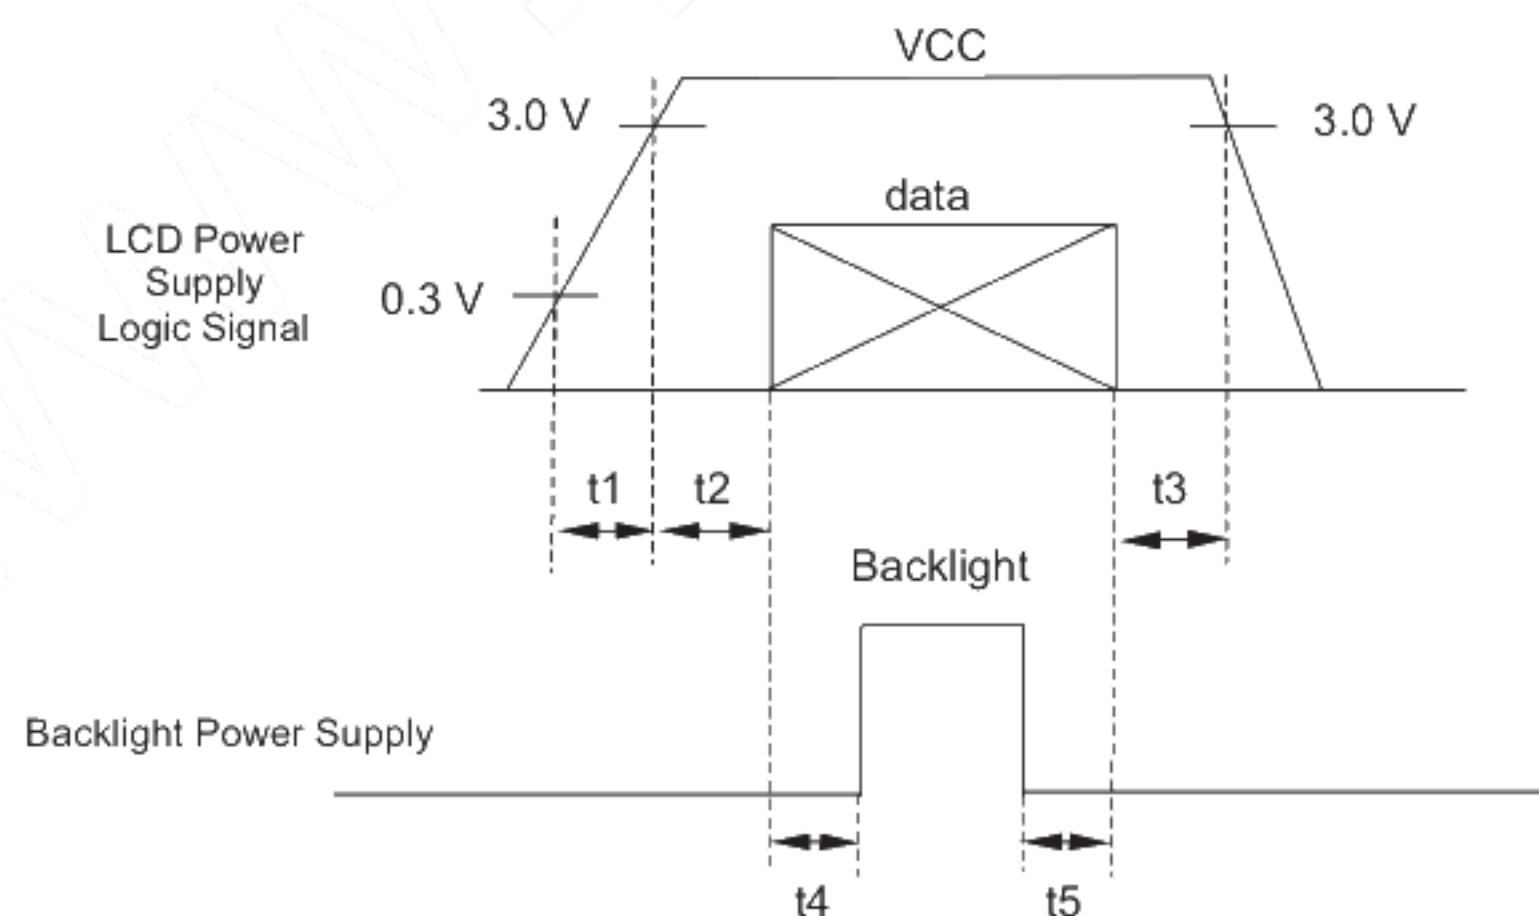 VCC
3.0 V
3.0 V
data
LCD Power
Supply
Logic Signal
0.3 V
t1
t2
t3
Backlight
Backlight Power Supply
t4
t5